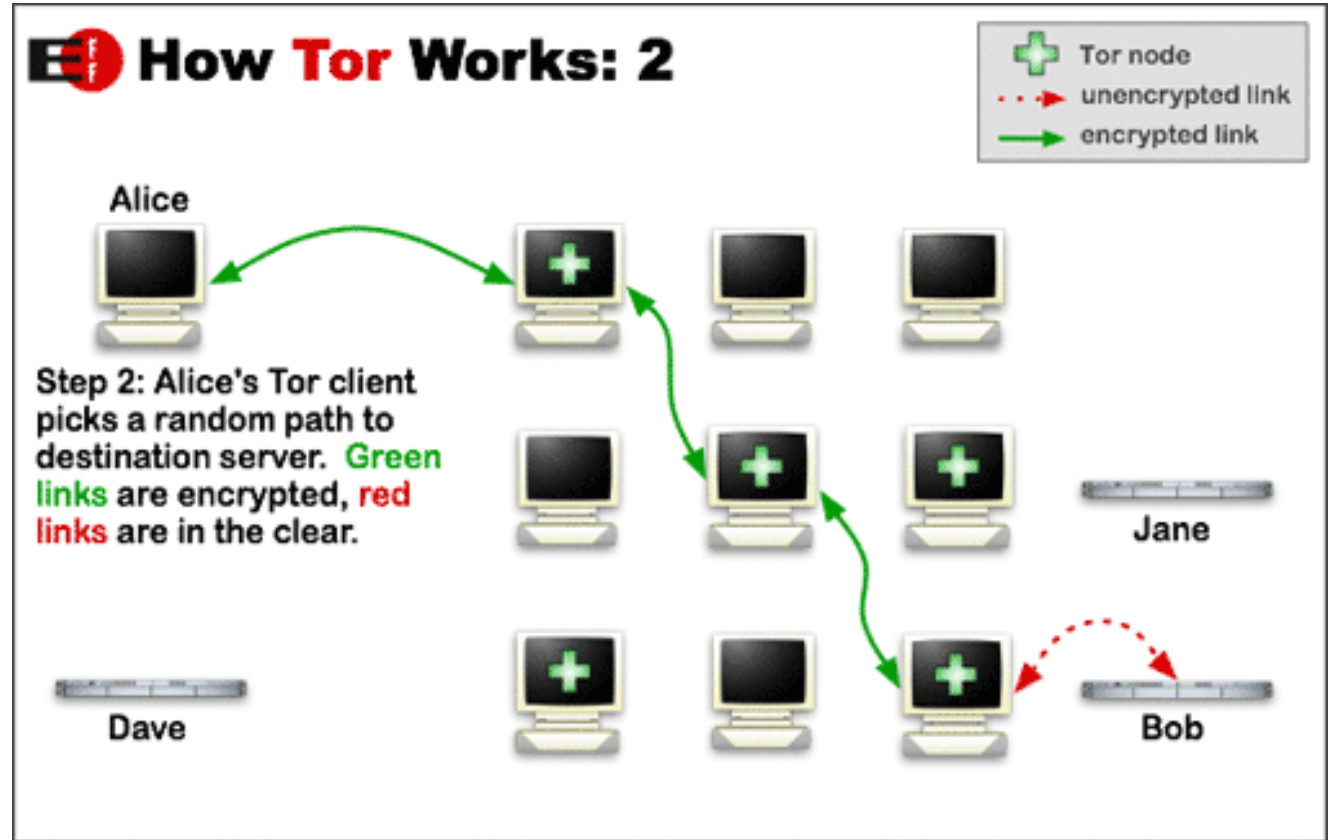 EFF How Tor Works: 2
Tor node
unencrypted link
encrypted link
Alice
Step 2: Alice's Tor client
picks a random path to
destination server. Green
links are encrypted, red
links are in the clear.
Jane
Dave
Bob